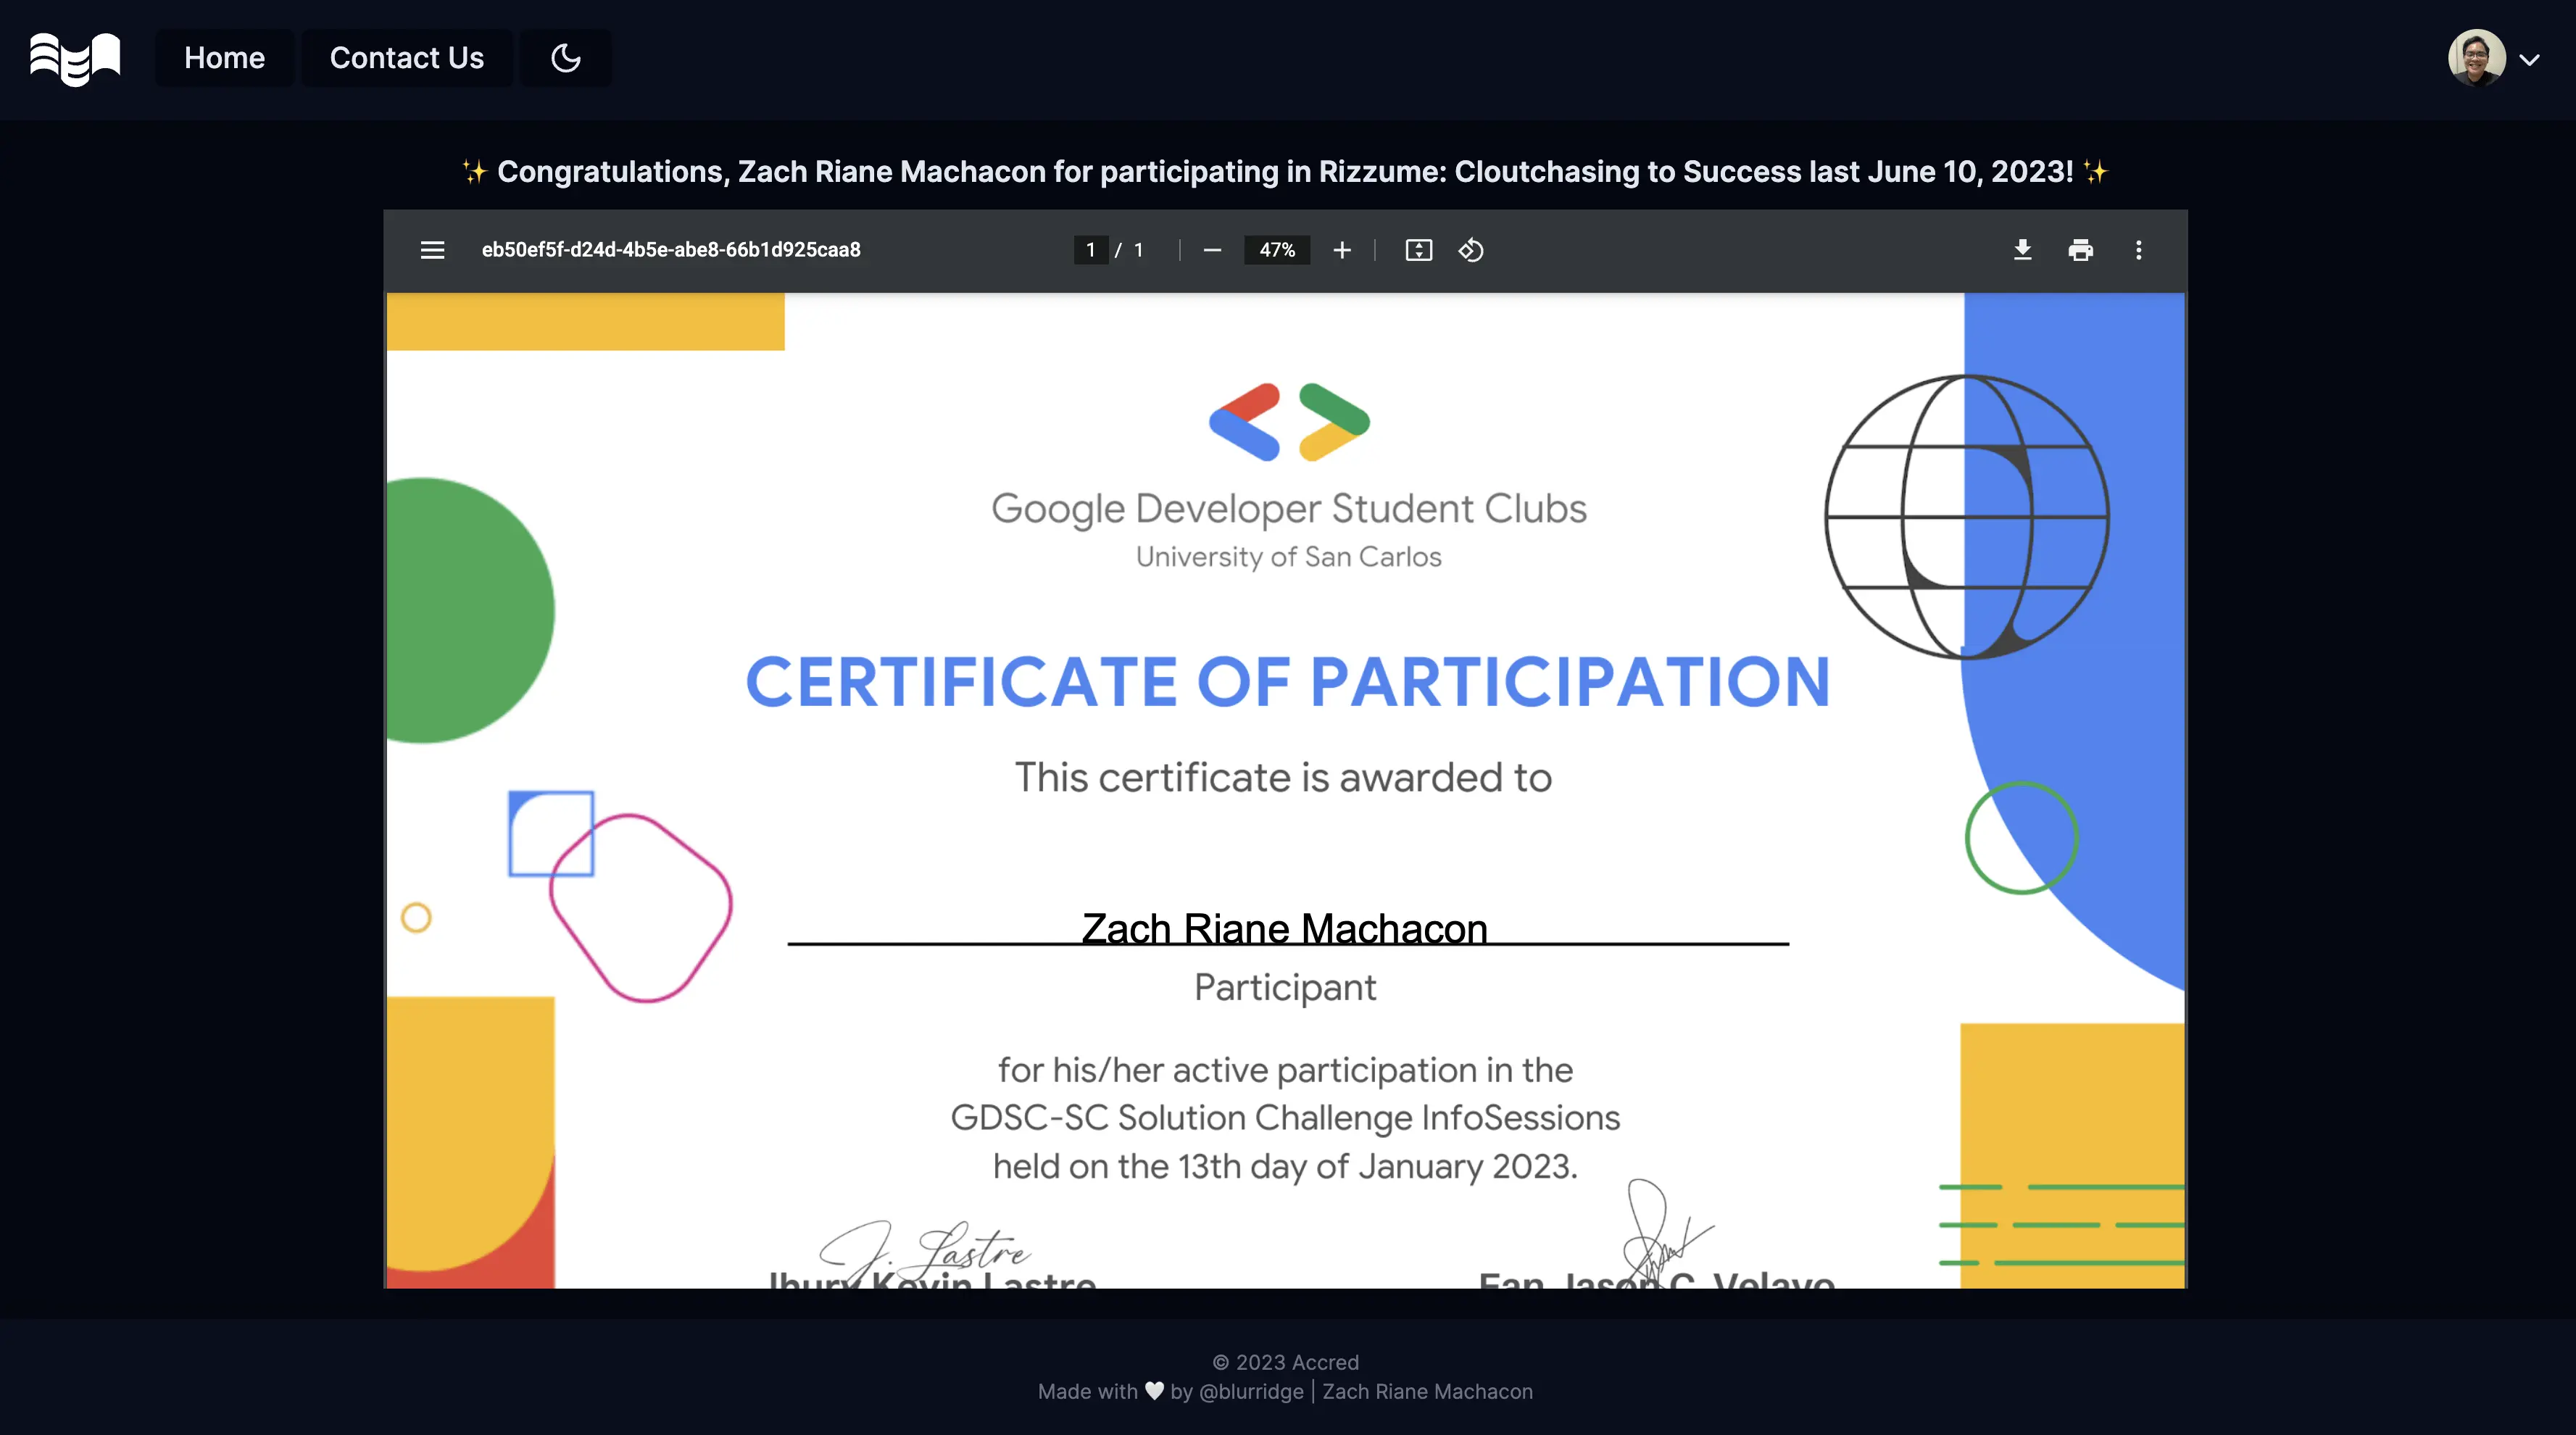 Home
Contact Us
✨ Congratulations, Zach Riane Machacon for participating in Rizzume: Cloutchasing to Success last June 10, 2023! ✨
eb50ef5f-d24d-4b5e-abe8-66b1d925caa8
1 / 1
47%
Google Developer Student Clubs
University of San Carlos
CERTIFICATE OF PARTICIPATION
This certificate is awarded to
Zach Riane Machacon
Participant
for his/her active participation in the
GDSC-SC Solution Challenge InfoSessions
held on the 13th day of January 2023.
J. Lastre
Kevin Lastre
Jason C. Velayo
© 2023 Accred
Made with 🤍 by @blurridge | Zach Riane Machacon